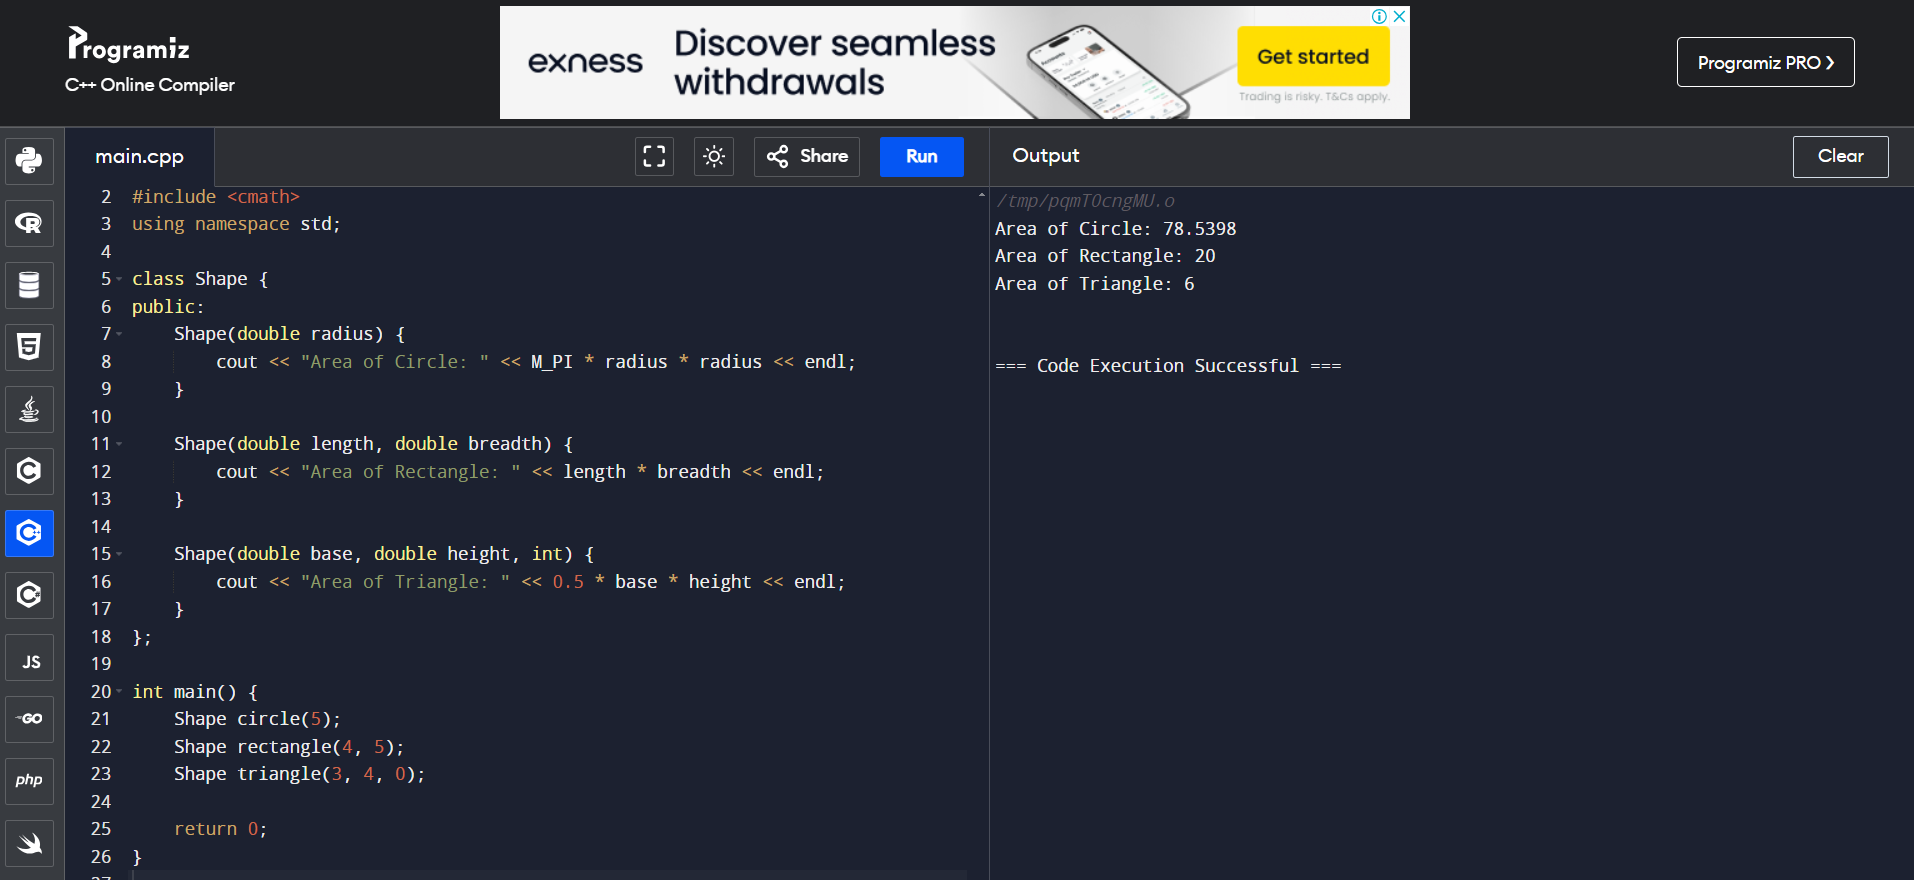 Programiz
C++ Online Compiler
exness
Discover seamless
withdrawals
Get started
Trading is risky. T&Cs apply.
Programiz PRO ❯
main.cpp
Share
Run
Output
Clear
2 #include <cmath>
3 using namespace std;
4
5 class Shape {
6 public:
7     Shape(double radius) {
8         cout << "Area of Circle: " << M_PI * radius * radius << endl;
9     }
10
11     Shape(double length, double breadth) {
12         cout << "Area of Rectangle: " << length * breadth << endl;
13     }
14
15     Shape(double base, double height, int) {
16         cout << "Area of Triangle: " << 0.5 * base * height << endl;
17     }
18 };
19
20 int main() {
21     Shape circle(5);
22     Shape rectangle(4, 5);
23     Shape triangle(3, 4, 0);
24
25     return 0;
26 }
27
/tmp/pqmT0cngMU.o
Area of Circle: 78.5398
Area of Rectangle: 20
Area of Triangle: 6
=== Code Execution Successful ===
R
5
C
C+
C#
JS
GO
php